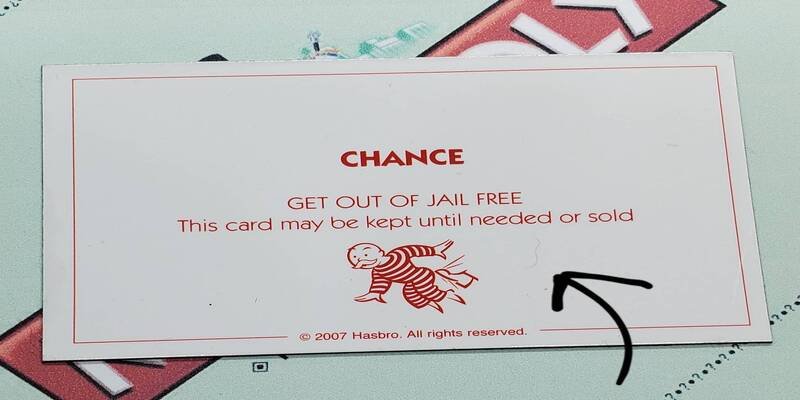 CHANCE
GET OUT OF JAIL FREE
This card may be kept until needed or sold
© 2007 Hasbro. All rights reserved.
OLY